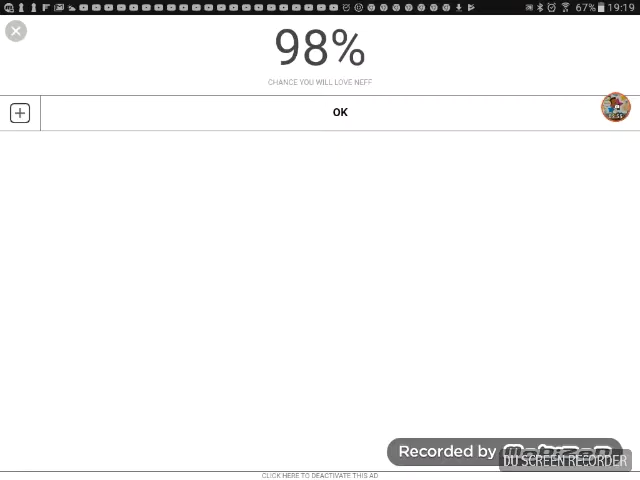 67% 19:19
98%
CHANCE YOU WILL LOVE NEFF
OK
Recorded by Mobizen
DU SCREEN RECORDER
CLICK HERE TO DEACTIVATE THIS AD